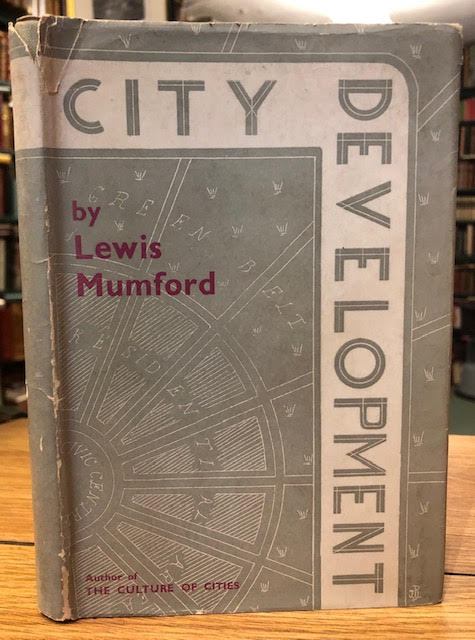 CITY
DEVELOPMENT
by
Lewis
Mumford
GREEN BELT
RESIDENTIAL
Author of
THE CULTURE OF CITIES